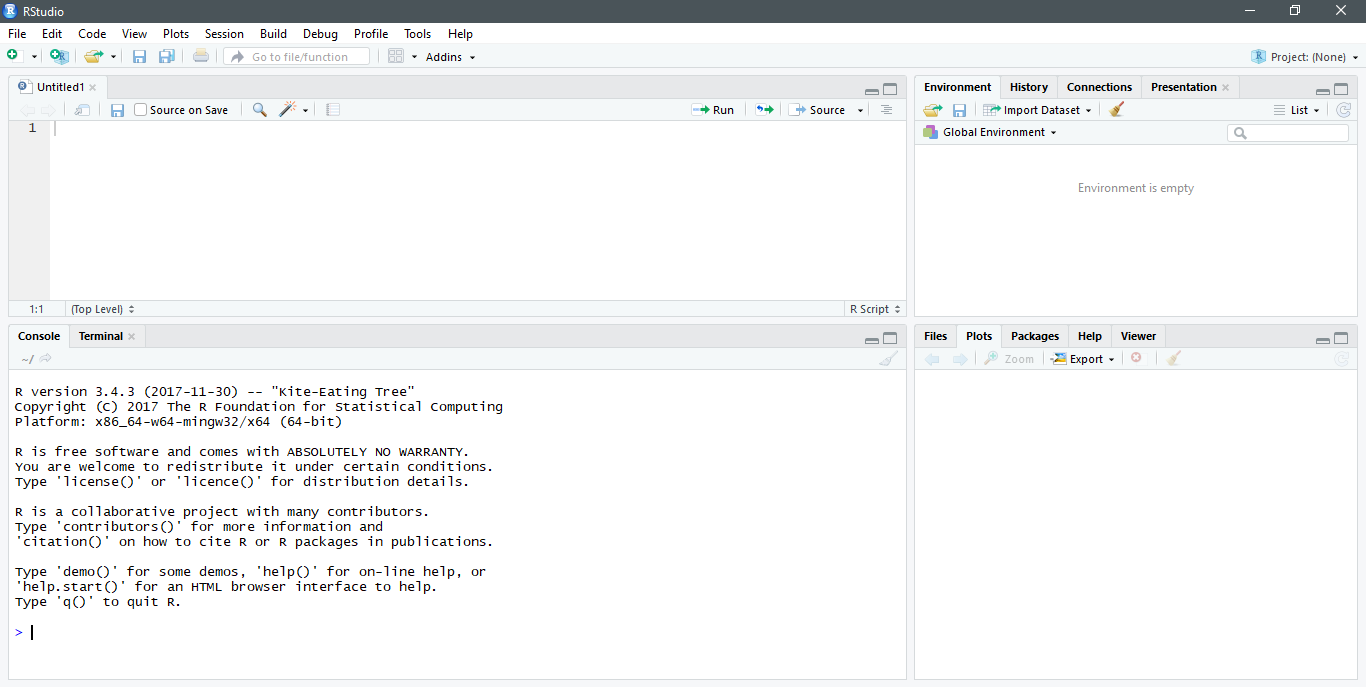 RStudio
File Edit Code View Plots Session Build Debug Profile Tools Help
Go to file/function Addins Project: (None)
Untitled1
Source on Save Run Source
1
1:1 (Top Level) R Script
Console Terminal
~/
R version 3.4.3 (2017-11-30) -- "Kite-Eating Tree"
Copyright (C) 2017 The R Foundation for Statistical Computing
Platform: x86_64-w64-mingw32/x64 (64-bit)
R is free software and comes with ABSOLUTELY NO WARRANTY.
You are welcome to redistribute it under certain conditions.
Type 'license()' or 'licence()' for distribution details.
R is a collaborative project with many contributors.
Type 'contributors()' for more information and
'citation()' on how to cite R or R packages in publications.
Type 'demo()' for some demos, 'help()' for on-line help, or
'help.start()' for an HTML browser interface to help.
Type 'q()' to quit R.
>
Environment History Connections Presentation
Import Dataset List
Global Environment
Environment is empty
Files Plots Packages Help Viewer
Zoom Export